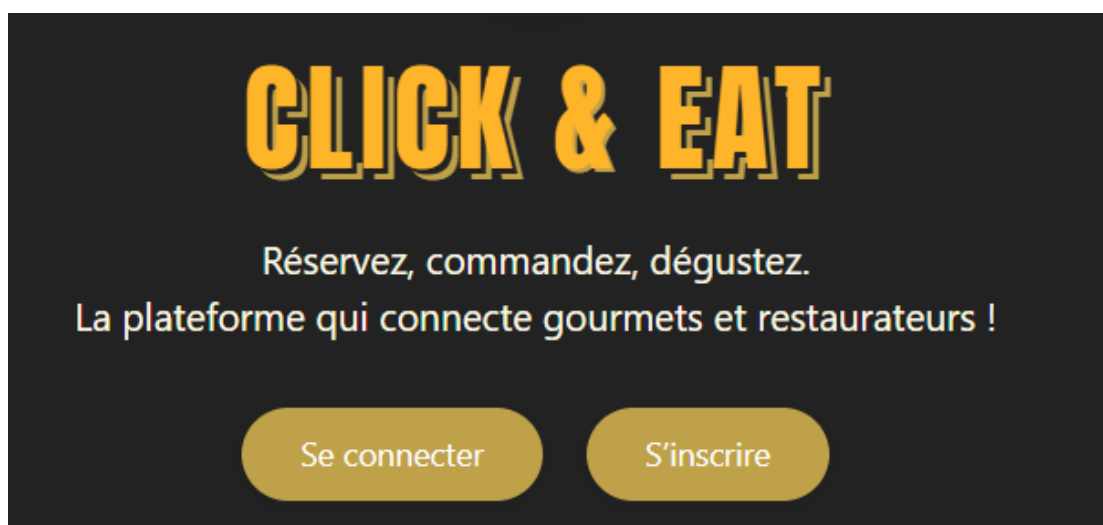 CLICK & EAT
Réservez, commandez, dégustez.
La plateforme qui connecte gourmets et restaurateurs !
Se connecter
S’inscrire